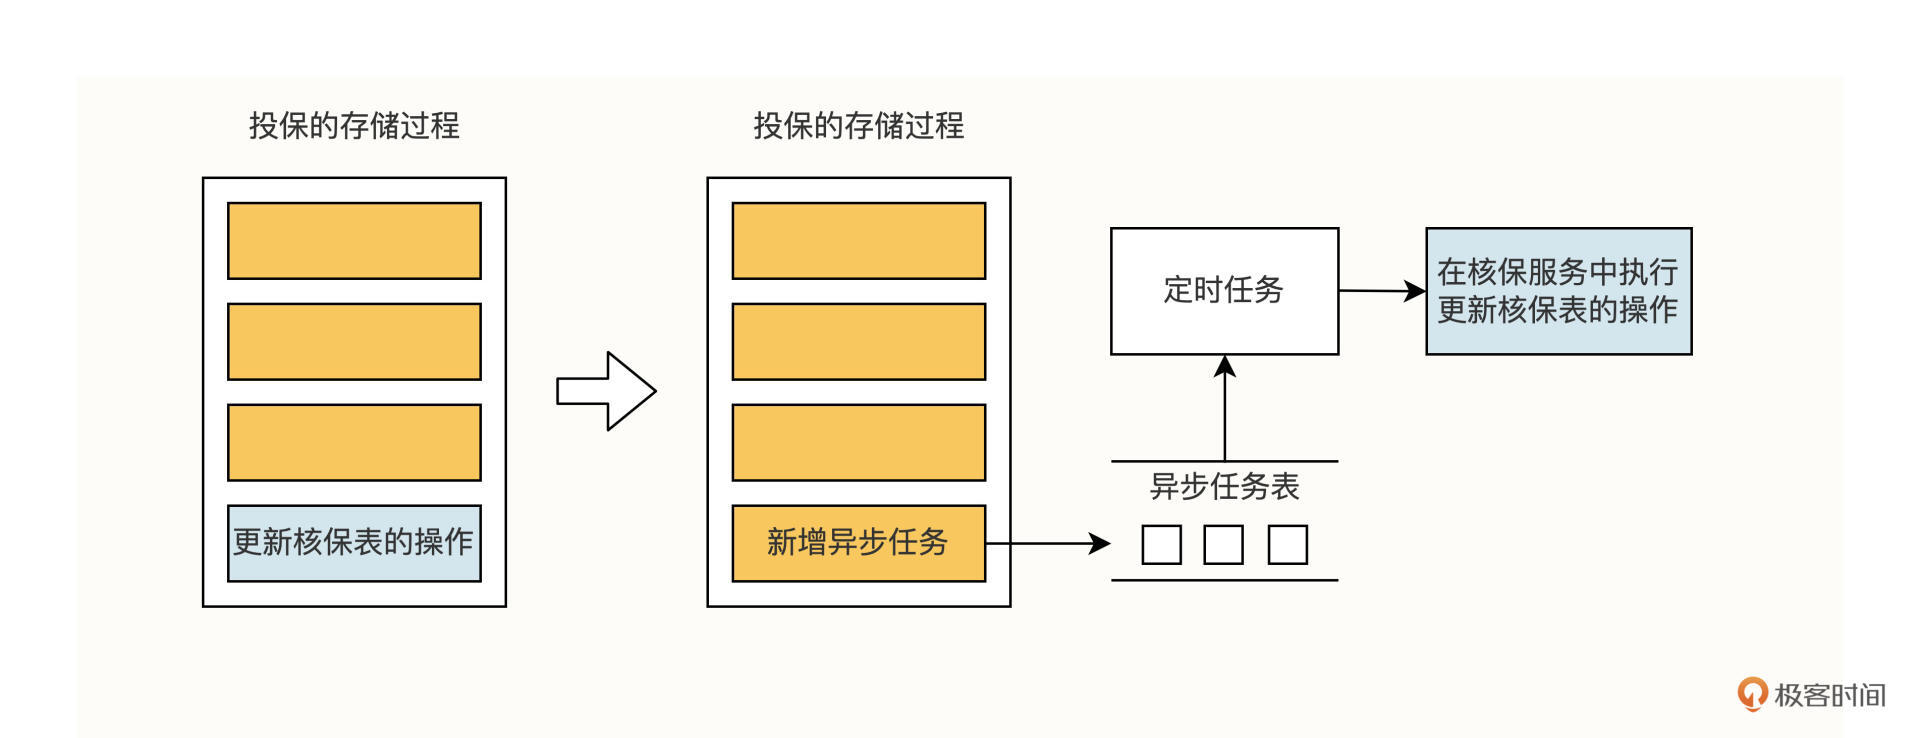 投保的存储过程
更新核保表的操作
投保的存储过程
新增异步任务
定时任务
异步任务表
在核保服务中执行
更新核保表的操作
极客时间